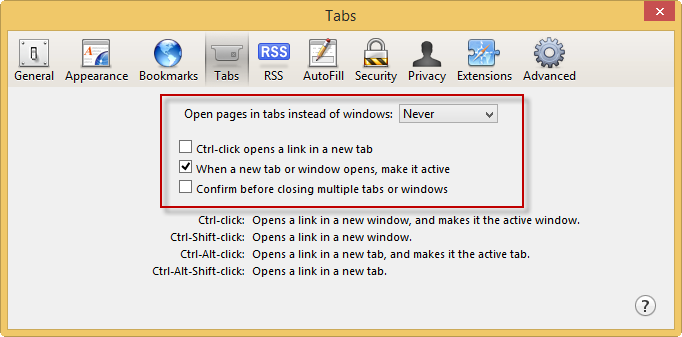 Tabs
General Appearance Bookmarks Tabs RSS RSS AutoFill Security Privacy Extensions Advanced
Open pages in tabs instead of windows: Never
Ctrl-click opens a link in a new tab
When a new tab or window opens, make it active
Confirm before closing multiple tabs or windows
Ctrl-click: Opens a link in a new window, and makes it the active window.
Ctrl-Shift-click: Opens a link in a new window.
Ctrl-Alt-click: Opens a link in a new tab, and makes it the active tab.
Ctrl-Alt-Shift-click: Opens a link in a new tab.
?